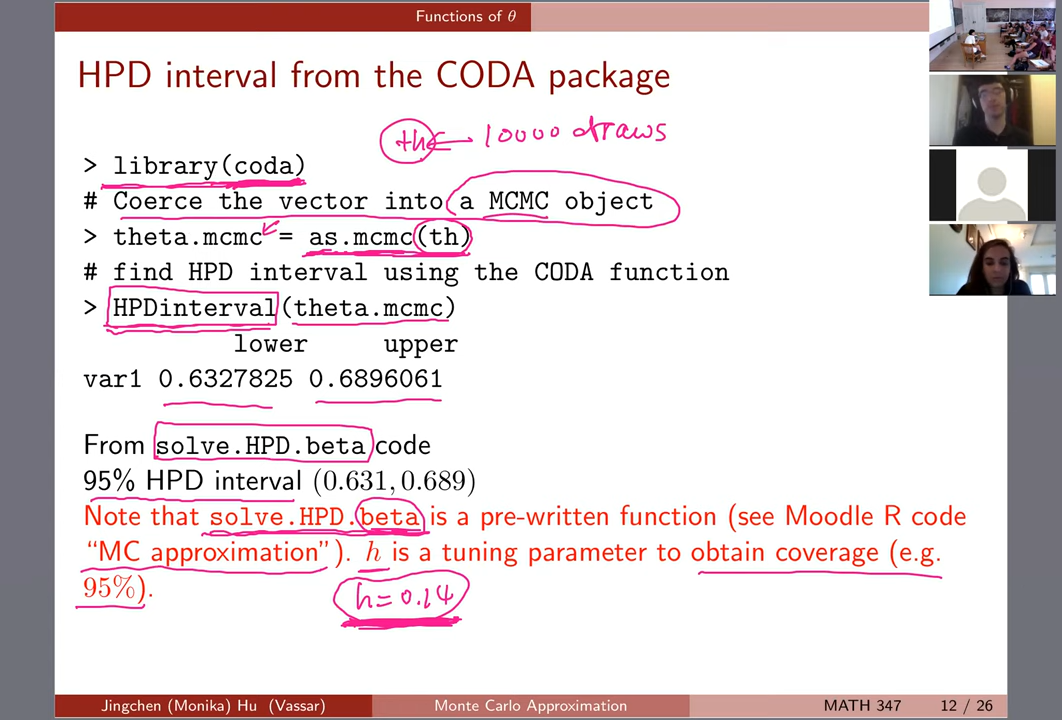 Functions of θ
HPD interval from the CODA package
th ← 10000 draws
> library(coda)
# Coerce the vector into a MCMC object
> theta.mcmc = as.mcmc(th)
# find HPD interval using the CODA function
> HPDinterval(theta.mcmc)
lower upper
var1 0.6327825 0.6896061
From solve.HPD.beta code
95% HPD interval (0.631, 0.689)
Note that solve.HPD.beta is a pre-written function (see Moodle R code
“MC approximation”). h is a tuning parameter to obtain coverage (e.g.
95%).
h=0.14
Jingchen (Monika) Hu (Vassar) Monte Carlo Approximation MATH 347 12 / 26